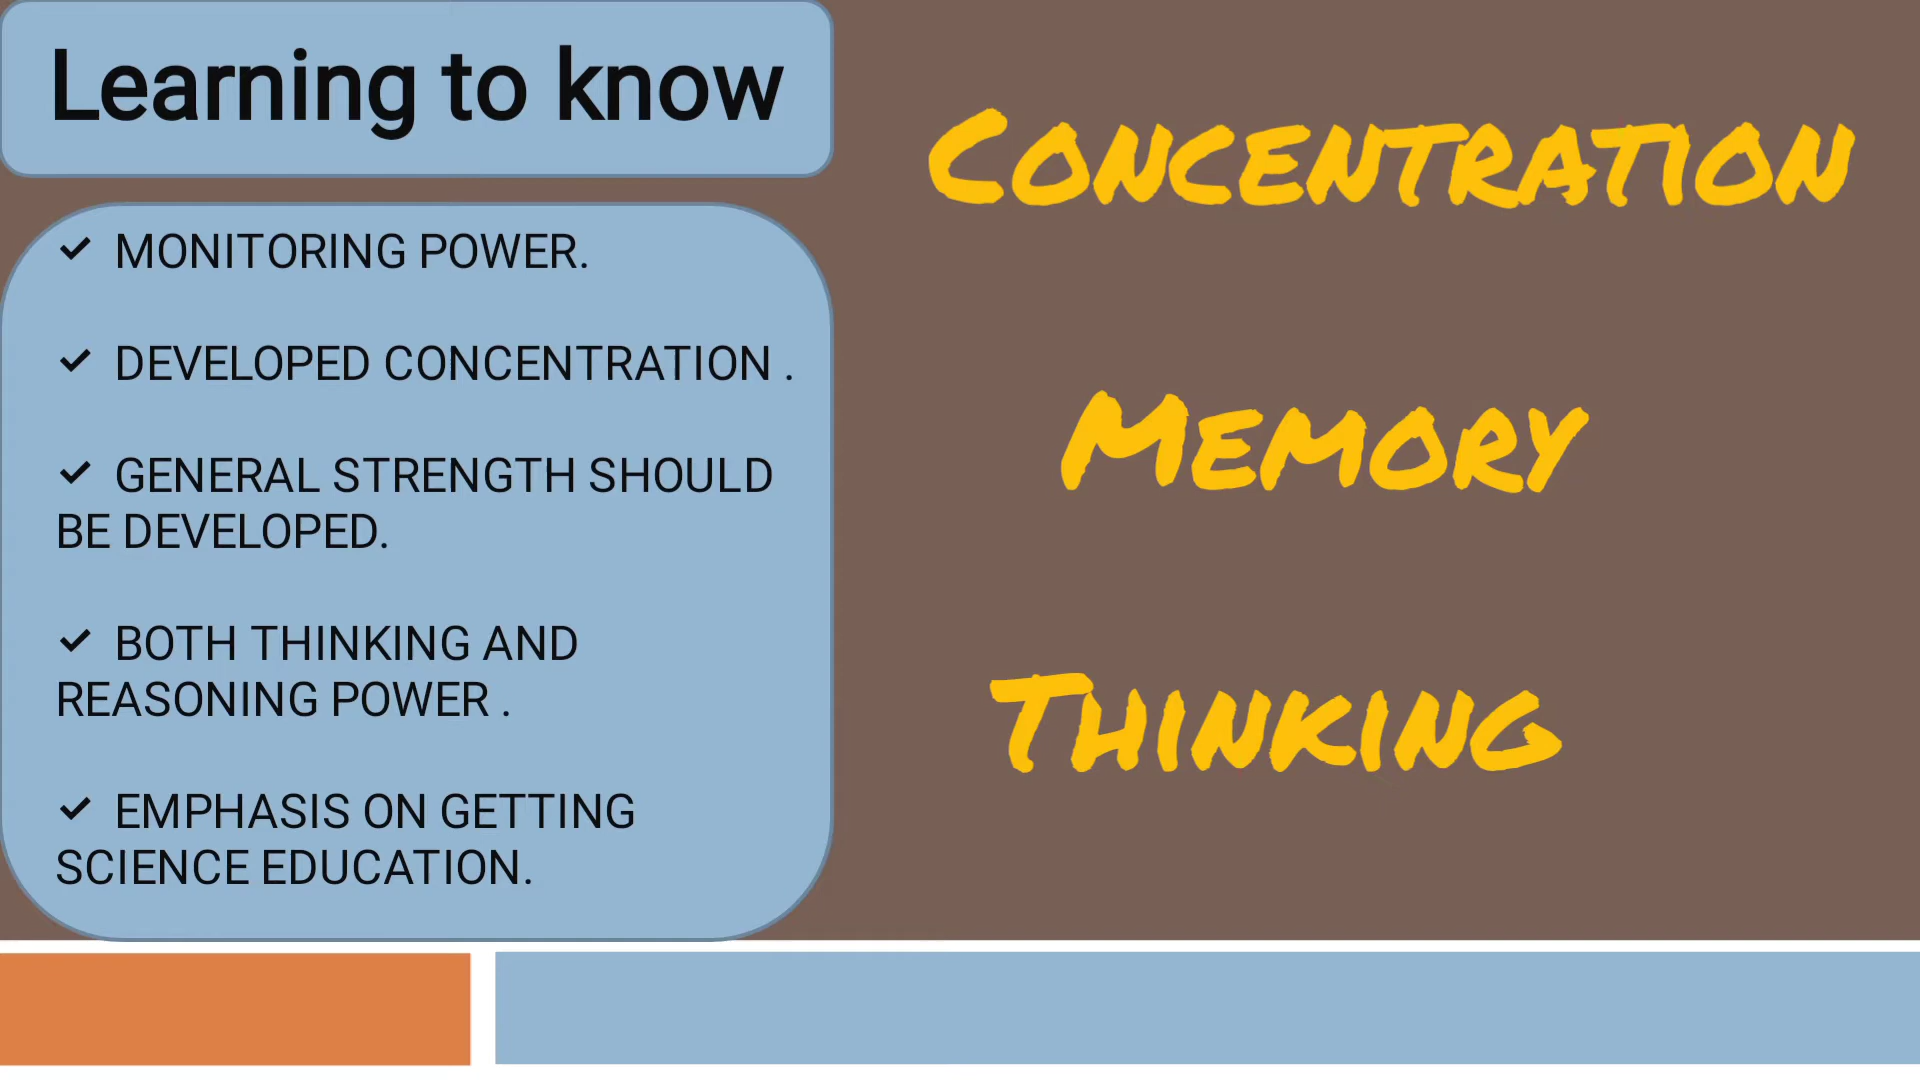 Learning to know
✓ MONITORING POWER.
✓ DEVELOPED CONCENTRATION .
✓ GENERAL STRENGTH SHOULD
BE DEVELOPED.
✓ BOTH THINKING AND
REASONING POWER .
✓ EMPHASIS ON GETTING
SCIENCE EDUCATION.
CONCENTRATION
MEMORY
THINKING